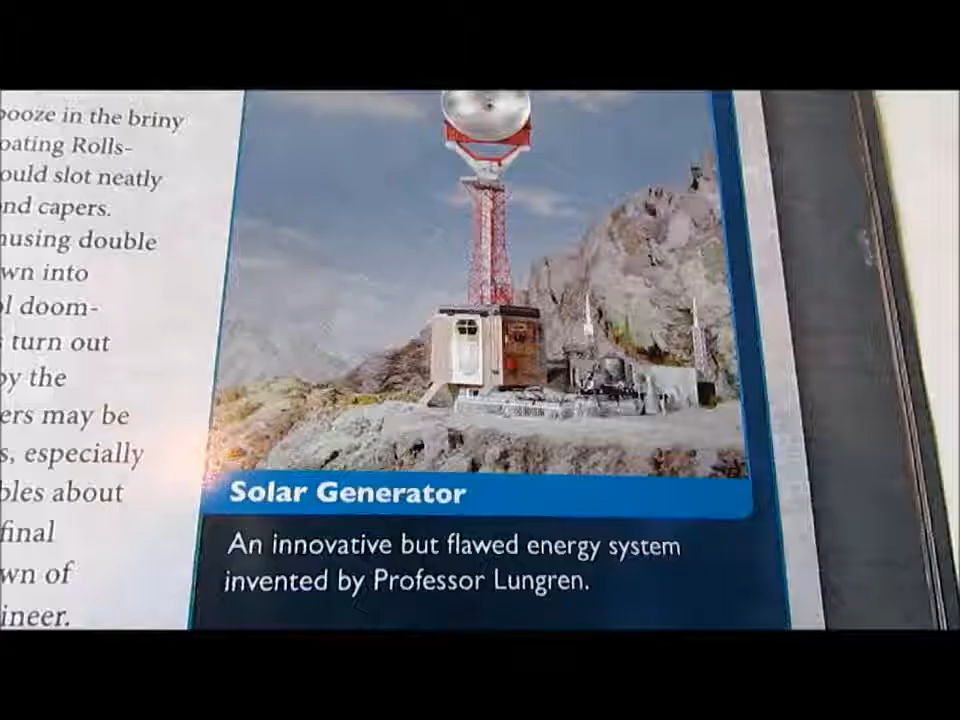 booze in the briny
oating Rolls-
ould slot neatly
nd capers.
using double
wn into
l doom-
turn out
by the
ers may be
s, especially
bles about
final
wn of
ineer.
Solar Generator
An innovative but flawed energy system
invented by Professor Lungren.